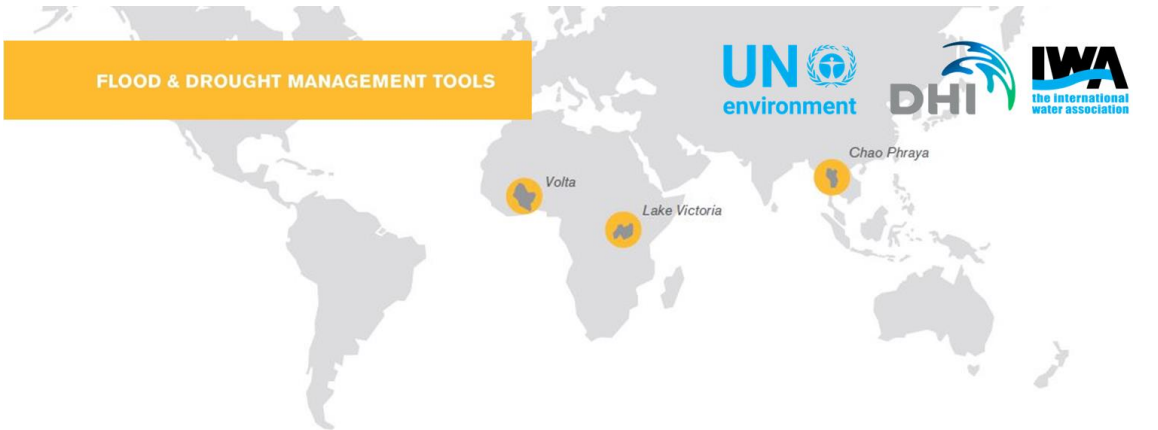 FLOOD & DROUGHT MANAGEMENT TOOLS
UN
environment
DHI
IWA
the international
water association
Chao Phraya
Volta
Lake Victoria